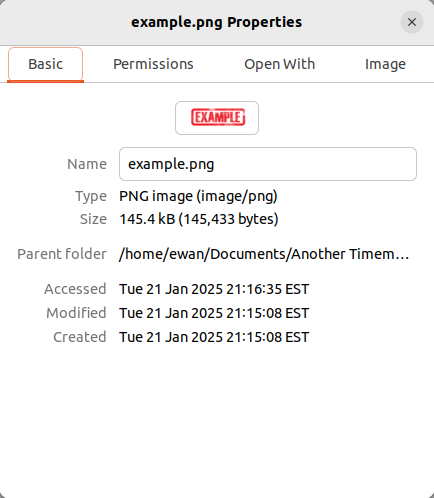 example.png Properties
Basic Permissions Open With Image
EXAMPLE
Name example.png
Type PNG image (image/png)
Size 145.4 kB (145,433 bytes)
Parent folder /home/ewan/Documents/Another Timem…
Accessed Tue 21 Jan 2025 21:16:35 EST
Modified Tue 21 Jan 2025 21:15:08 EST
Created Tue 21 Jan 2025 21:15:08 EST